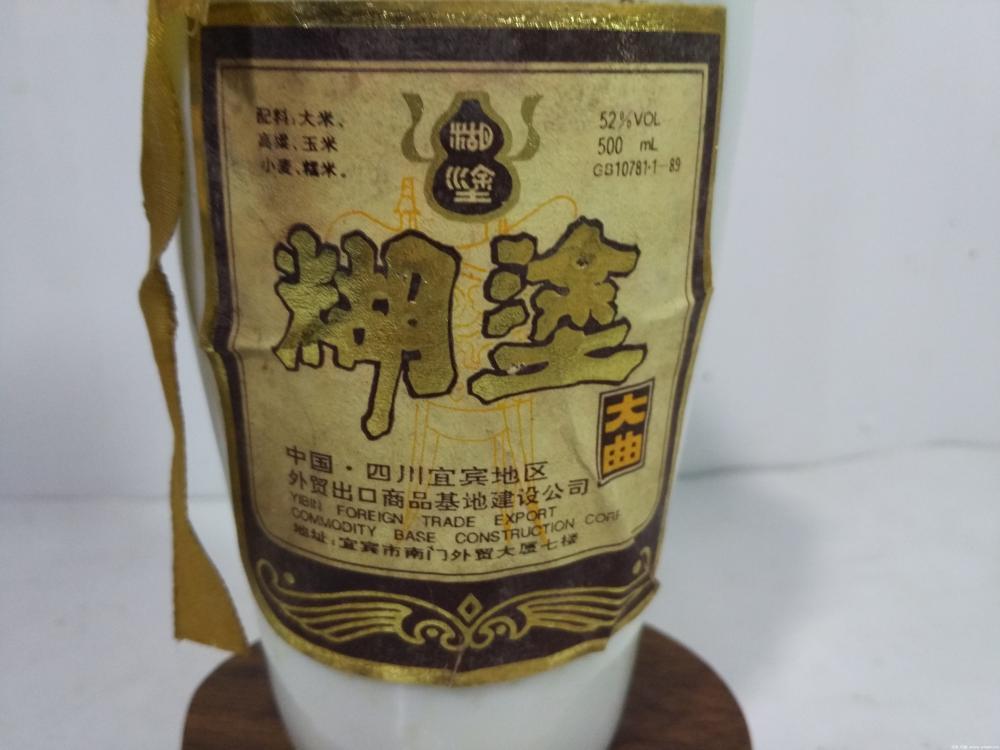 配料:大米、
高粱、玉米
小麦、糯米。
糊
塗
52%VOL
500 mL
GB10781·1-89
糊塗
大曲
中国·四川宜宾地区
外贸出口商品基地建设公司
YIBIN FOREIGN TRADE EXPORT
COMMODITY BASE CONSTRUCTION CORP
地址:宜宾市南门外贸大厦七楼